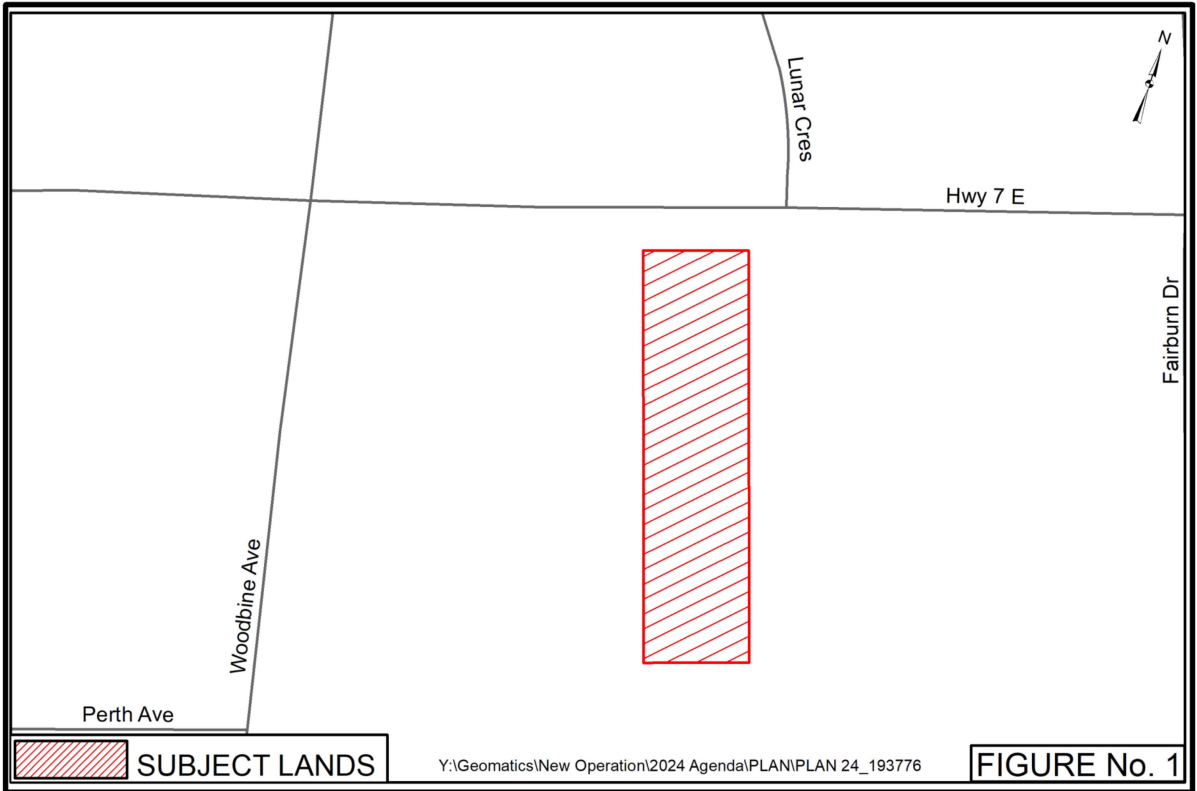 N
Lunar Cres
Hwy 7 E
Fairburn Dr
Woodbine Ave
Perth Ave
SUBJECT LANDS
Y:\Geomatics\New Operation\2024 Agenda\PLAN\PLAN 24_193776
FIGURE No. 1